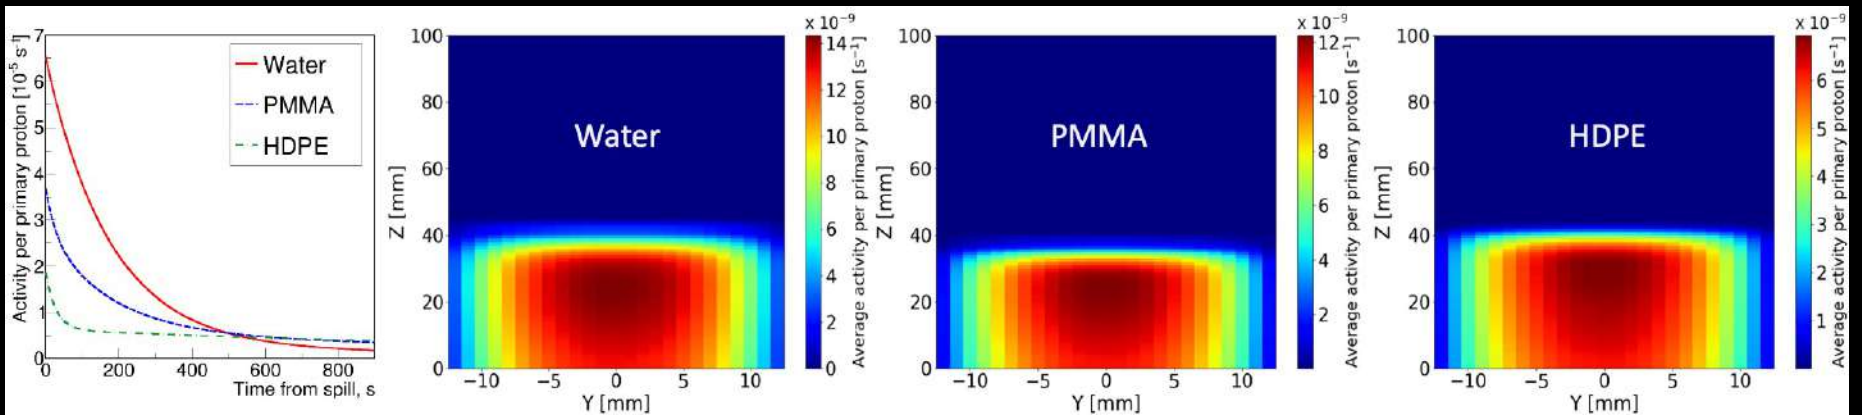 Activity per primary proton [10⁻⁵ s⁻¹]
7
6
5
4
3
2
1
0
0 200 400 600 800
Time from spill, s
Water
PMMA
HDPE
100
80
60
40
20
0
Z [mm]
Water
−10 −5 0 5 10
Y [mm]
x 10⁻⁹
14
12
10
8
6
4
2
0
Average activity per primary proton [s⁻¹]
100
80
60
40
20
0
Z [mm]
PMMA
−10 −5 0 5 10
Y [mm]
x 10⁻⁹
12
10
8
6
4
2
Average activity per primary proton [s⁻¹]
100
80
60
40
20
0
Z [mm]
HDPE
−10 −5 0 5 10
Y [mm]
x 10⁻⁹
6
5
4
3
2
1
Average activity per primary proton [s⁻¹]